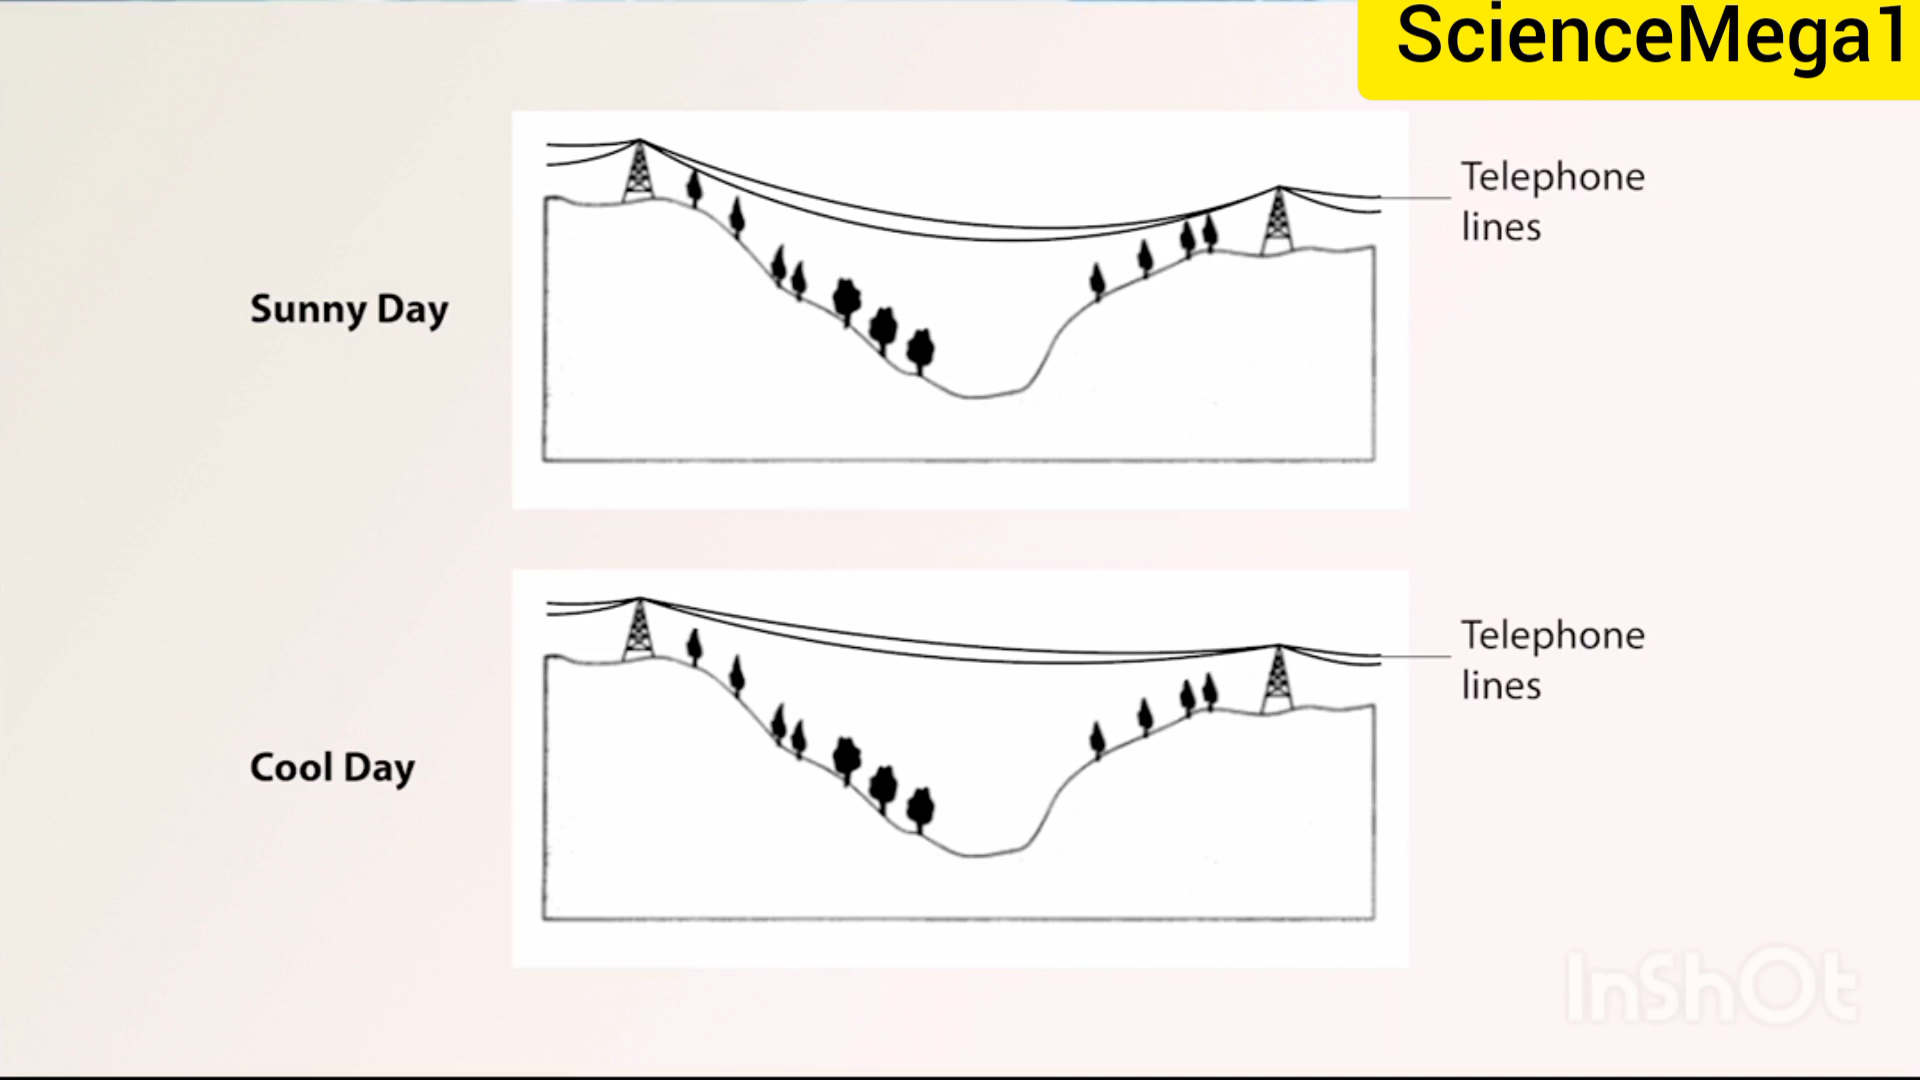 ScienceMega1
Telephone
lines
Sunny Day
Telephone
lines
Cool Day
InShOt